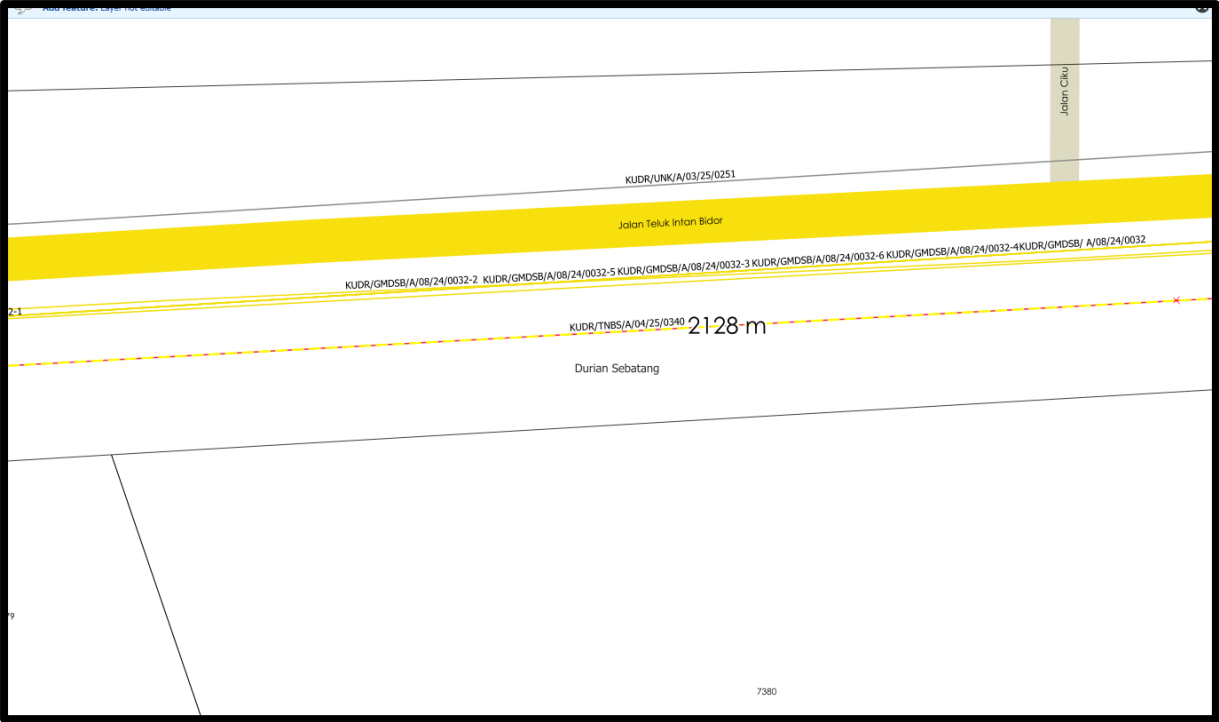 Add feature: Layer not editable
Jalan Ciku
KUDR/UNK/A/03/25/0251
Jalan Teluk Intan Bidor
KUDR/GMDSB/A/08/24/0032-2 KUDR/GMDSB/A/08/24/0032-5 KUDR/GMDSB/A/08/24/0032-3 KUDR/GMDSB/A/08/24/0032-6 KUDR/GMDSB/A/08/24/0032-4KUDR/GMDSB/ A/08/24/0032
2-1
KUDR/TNBS/A/04/25/0340 2128 m
Durian Sebatang
79
7380